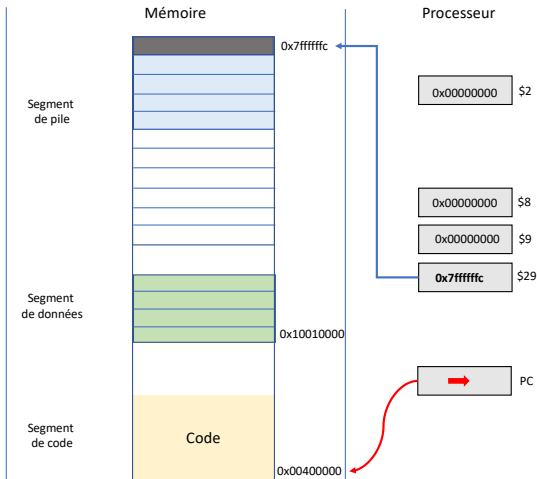 Mémoire
Processeur
0x7ffffffc
0x00000000 $2
Segment
de pile
0x00000000 $8
0x00000000 $9
0x7ffffffc $29
Segment
de données
0x10010000
PC
Segment
de code
Code
0x00400000